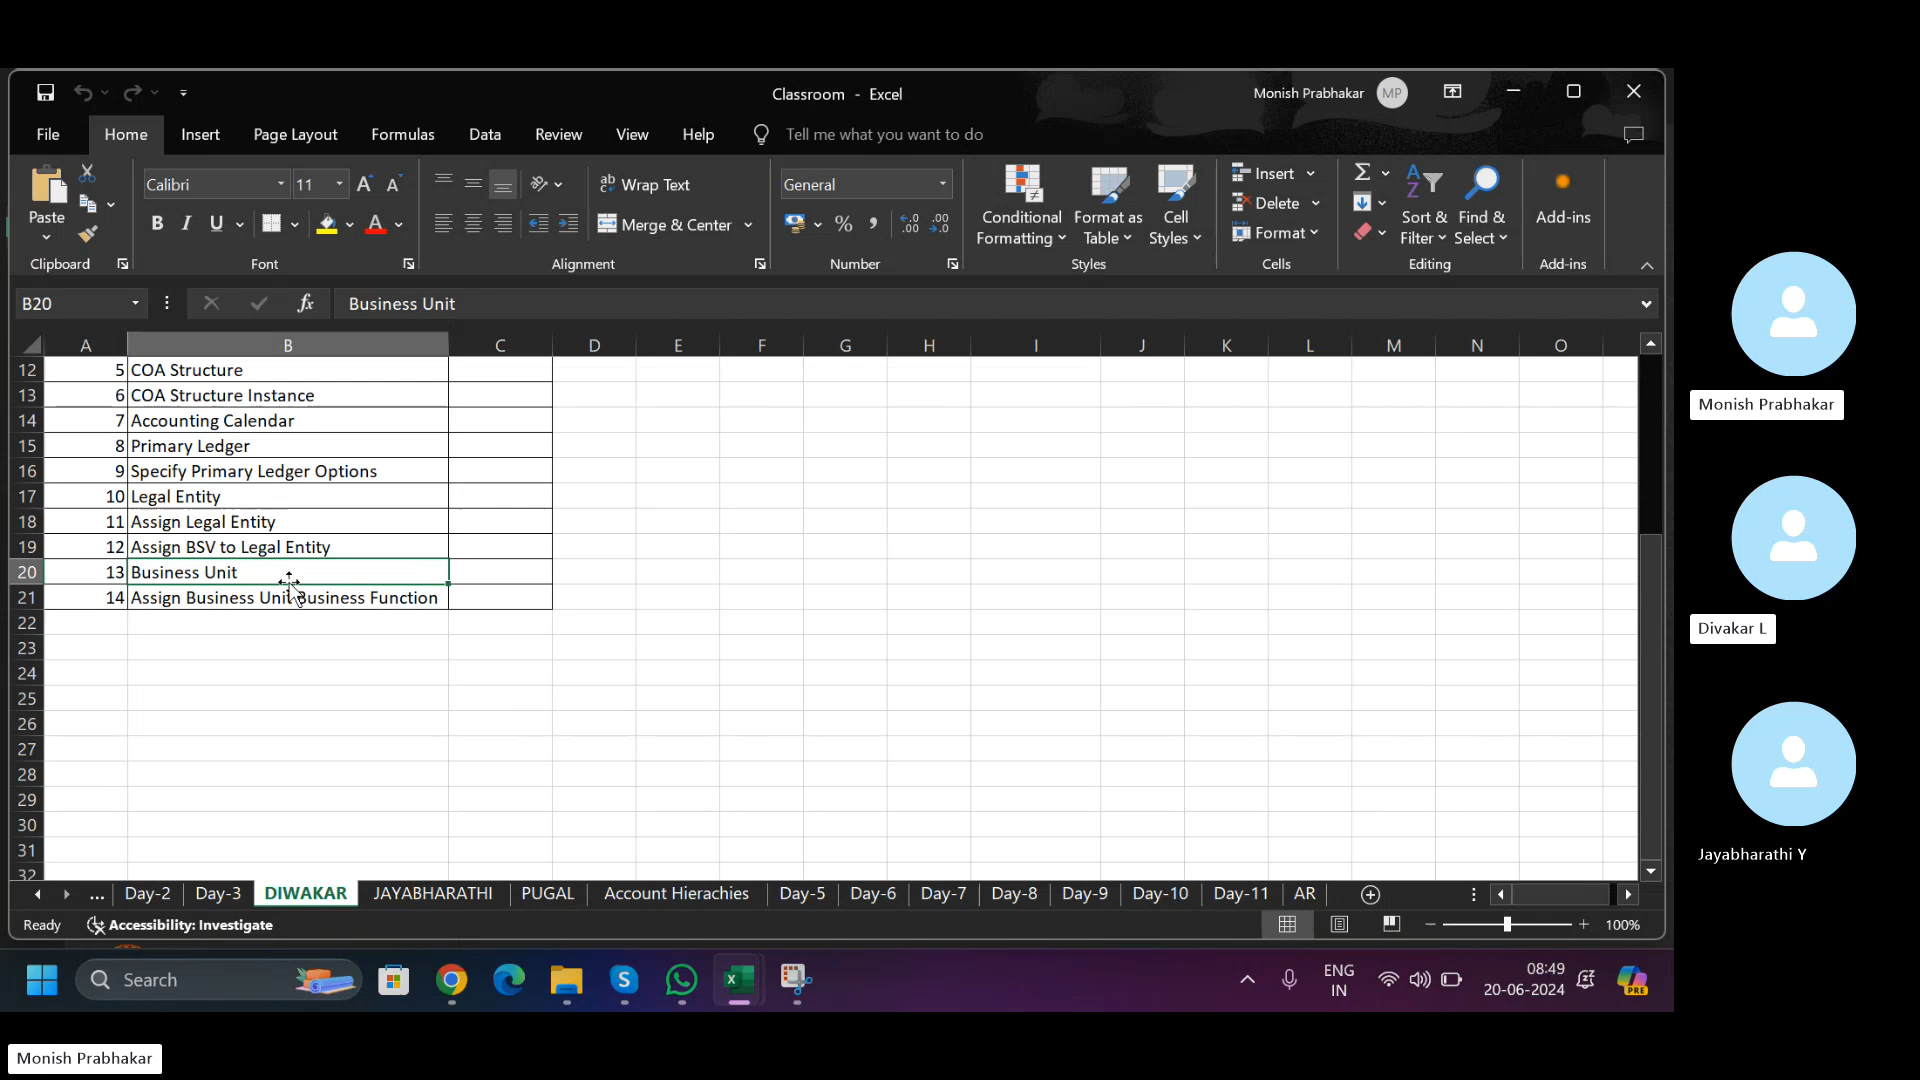 Classroom - Excel
Monish Prabhakar
MP
File Home Insert Page Layout Formulas Data Review View Help Tell me what you want to do
Paste
Clipboard
Calibri 11
B I U A
Font
ab Wrap Text
Merge & Center
Alignment
General
%
Number
Conditional Formatting
Format as Table
Cell Styles
Styles
Insert
Delete
Format
Cells
Sort & Filter
Find & Select
Editing
Add-ins
Add-ins
B20 fx Business Unit
A B C D E F G H I J K L M N O
12 5 COA Structure
13 6 COA Structure Instance
14 7 Accounting Calendar
15 8 Primary Ledger
16 9 Specify Primary Ledger Options
17 10 Legal Entity
18 11 Assign Legal Entity
19 12 Assign BSV to Legal Entity
20 13 Business Unit
21 14 Assign Business Unit Business Function
22
23
24
25
26
27
28
29
30
31
32
... Day-2 Day-3 DIWAKAR JAYABHARATHI PUGAL Account Hierachies Day-5 Day-6 Day-7 Day-8 Day-9 Day-10 Day-11 AR
Ready Accessibility: Investigate 100%
Search
ENG
IN
08:49
20-06-2024
PRE
Monish Prabhakar
Divakar L
Jayabharathi Y
Monish Prabhakar